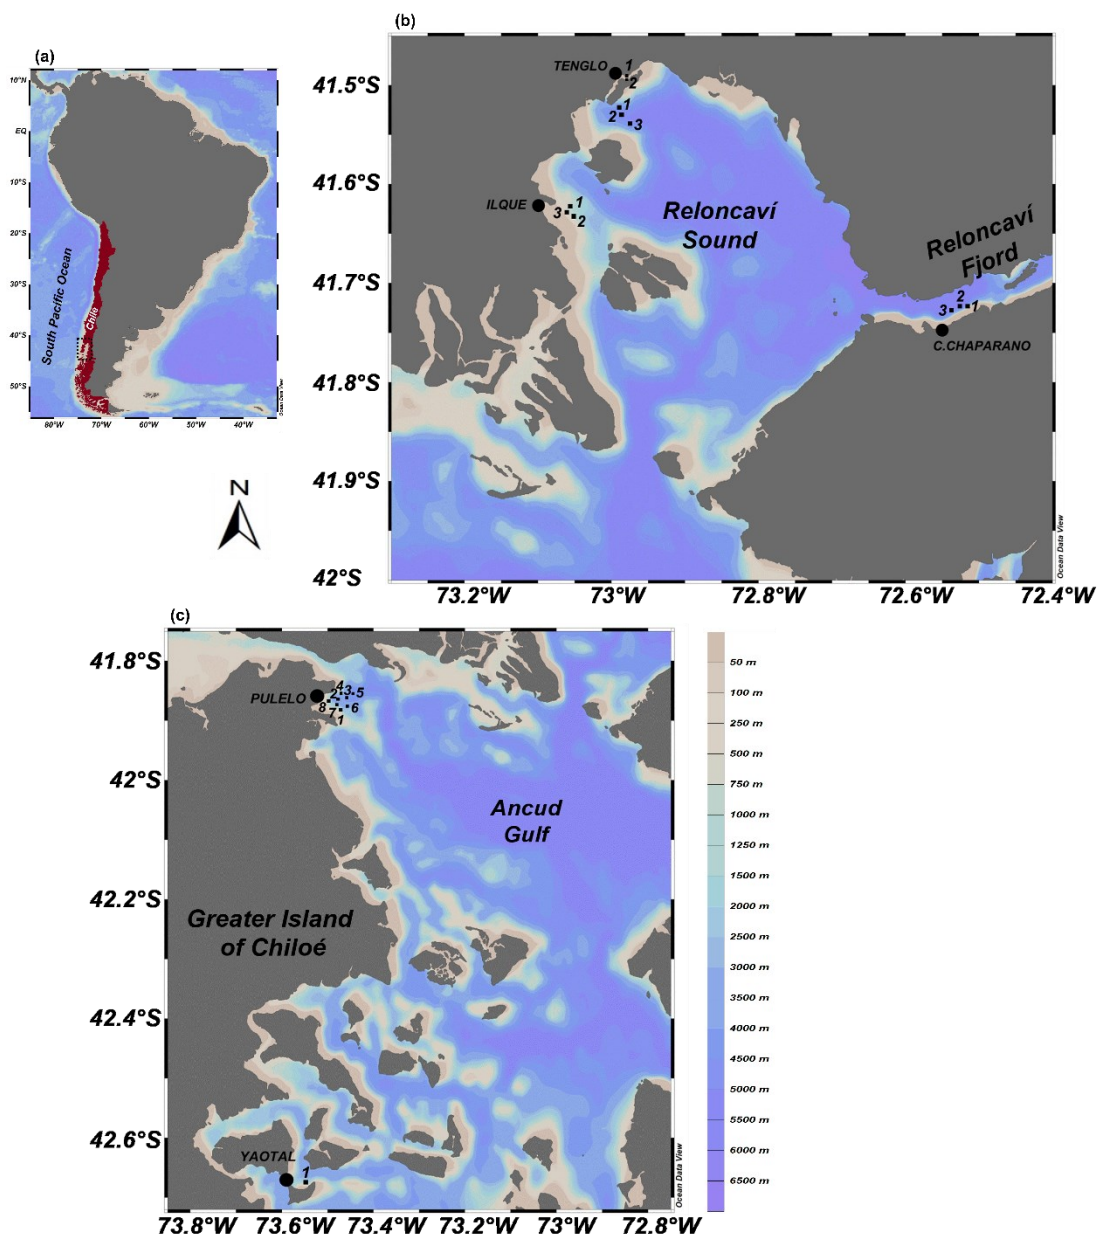 (a)
10°N
EQ
10°S
20°S
30°S
40°S
50°S
80°W
70°W
60°W
50°W
40°W
South Pacific Ocean
Chile
Ocean Data View
N
(b)
41.5°S
41.6°S
41.7°S
41.8°S
41.9°S
42°S
73.2°W
73°W
72.8°W
72.6°W
72.4°W
TENGLO
1
2
1
2
3
ILQUE
1
3
2
Reloncaví
Sound
Reloncaví
Fjord
2
3
1
C.CHAPARANO
Ocean Data View
(c)
41.8°S
42°S
42.2°S
42.4°S
42.6°S
73.8°W
73.6°W
73.4°W
73.2°W
73°W
72.8°W
PULELO
4
2
3
5
8
7
6
1
Ancud
Gulf
Greater Island
of Chiloé
YAOTAL
1
Ocean Data View
50 m
100 m
250 m
500 m
750 m
1000 m
1250 m
1500 m
2000 m
2500 m
3000 m
3500 m
4000 m
4500 m
5000 m
5500 m
6000 m
6500 m